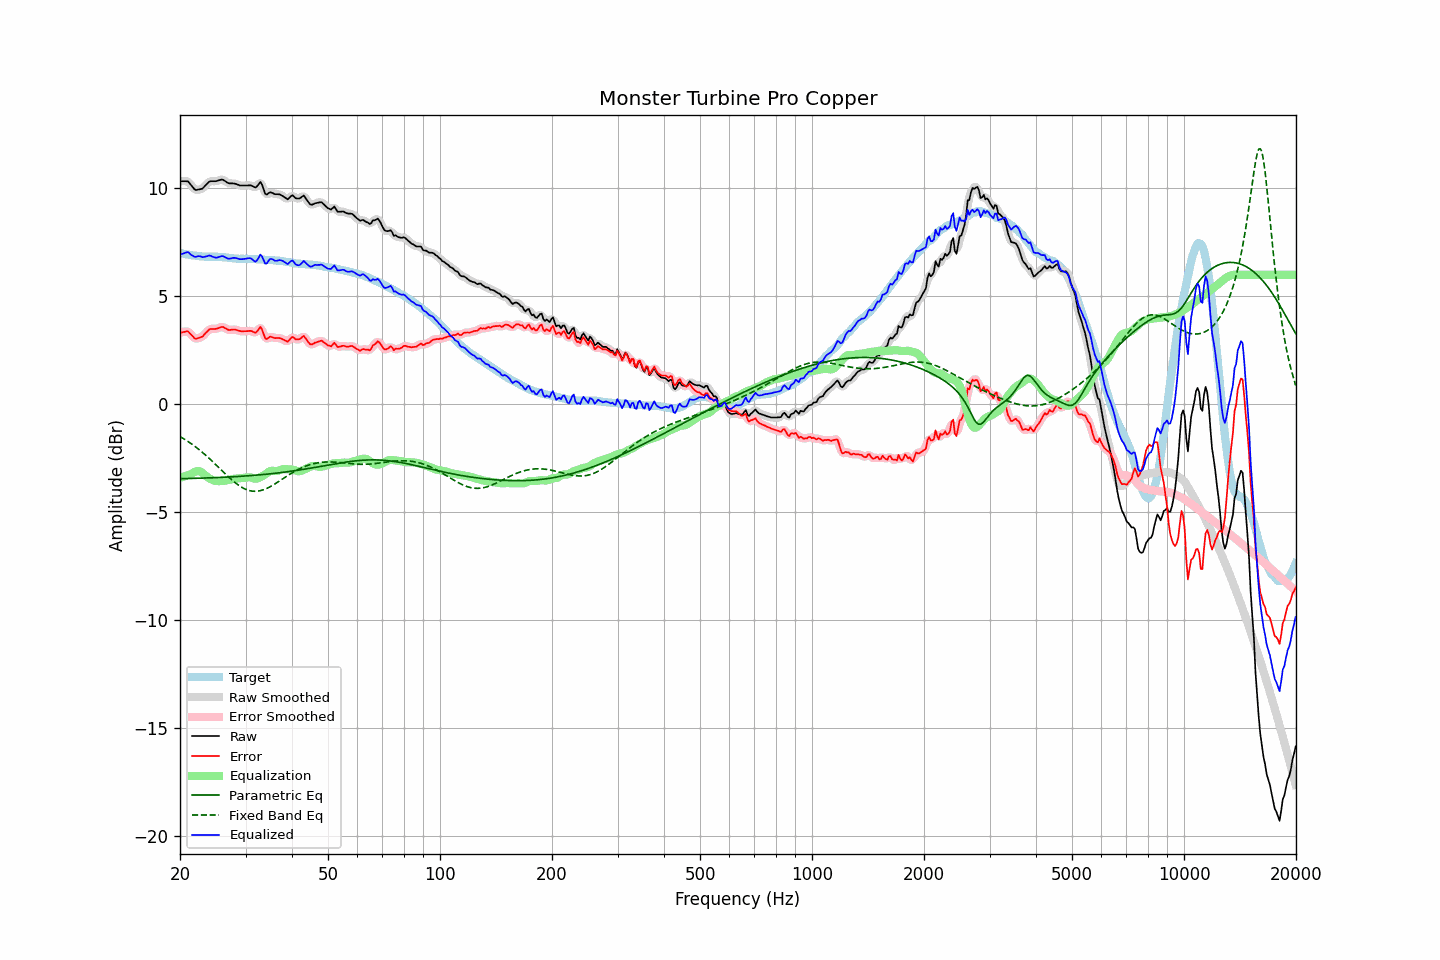 Monster Turbine Pro Copper
Amplitude (dBr)
10
5
0
−5
−10
−15
−20
Target
Raw Smoothed
Error Smoothed
Raw
Error
Equalization
Parametric Eq
Fixed Band Eq
Equalized
20 50 100 200 500 1000 2000 5000 10000 20000
Frequency (Hz)